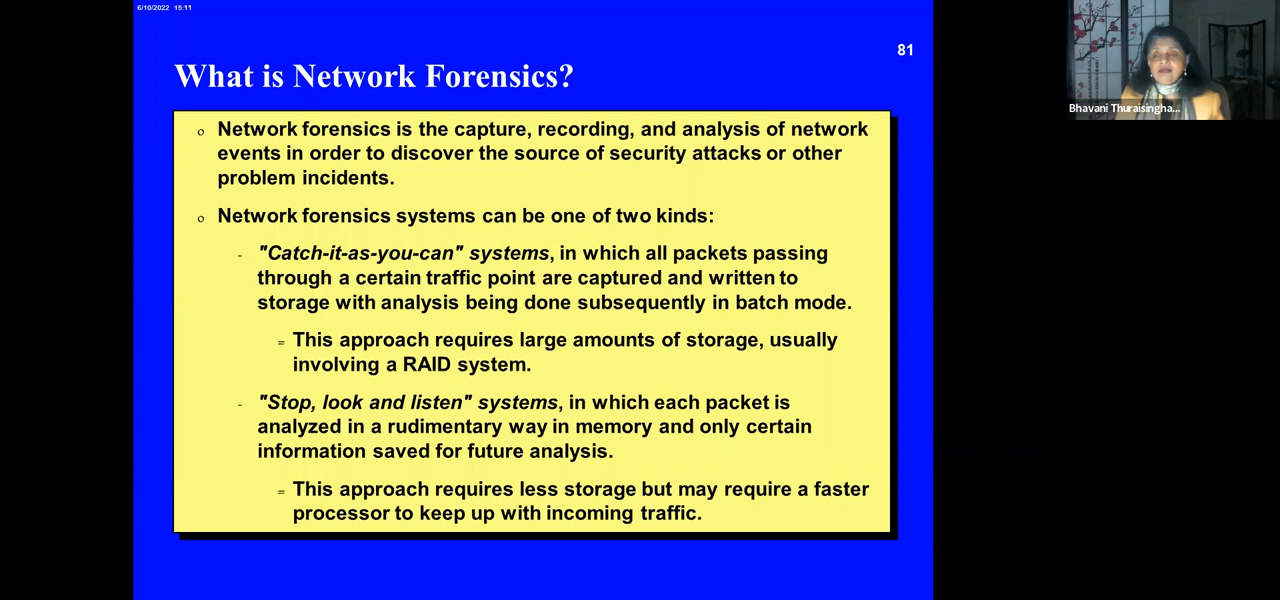 6/10/2022 15:11
81
What is Network Forensics?
o Network forensics is the capture, recording, and analysis of network
events in order to discover the source of security attacks or other
problem incidents.
o Network forensics systems can be one of two kinds:
- "Catch-it-as-you-can" systems, in which all packets passing
through a certain traffic point are captured and written to
storage with analysis being done subsequently in batch mode.
= This approach requires large amounts of storage, usually
involving a RAID system.
- "Stop, look and listen" systems, in which each packet is
analyzed in a rudimentary way in memory and only certain
information saved for future analysis.
= This approach requires less storage but may require a faster
processor to keep up with incoming traffic.
Bhavani Thuraisingha...